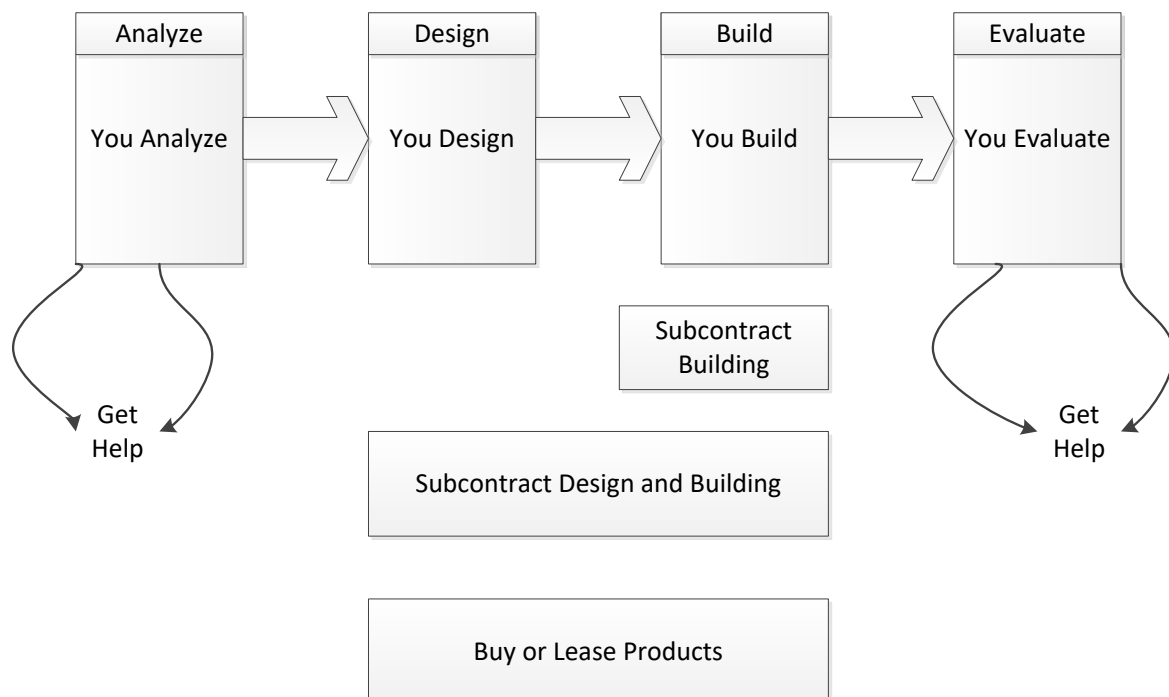 Analyze
Design
Build
Evaluate
You Analyze
You Design
You Build
You Evaluate
Subcontract
Building
Get
Help
Get
Help
Subcontract Design and Building
Buy or Lease Products